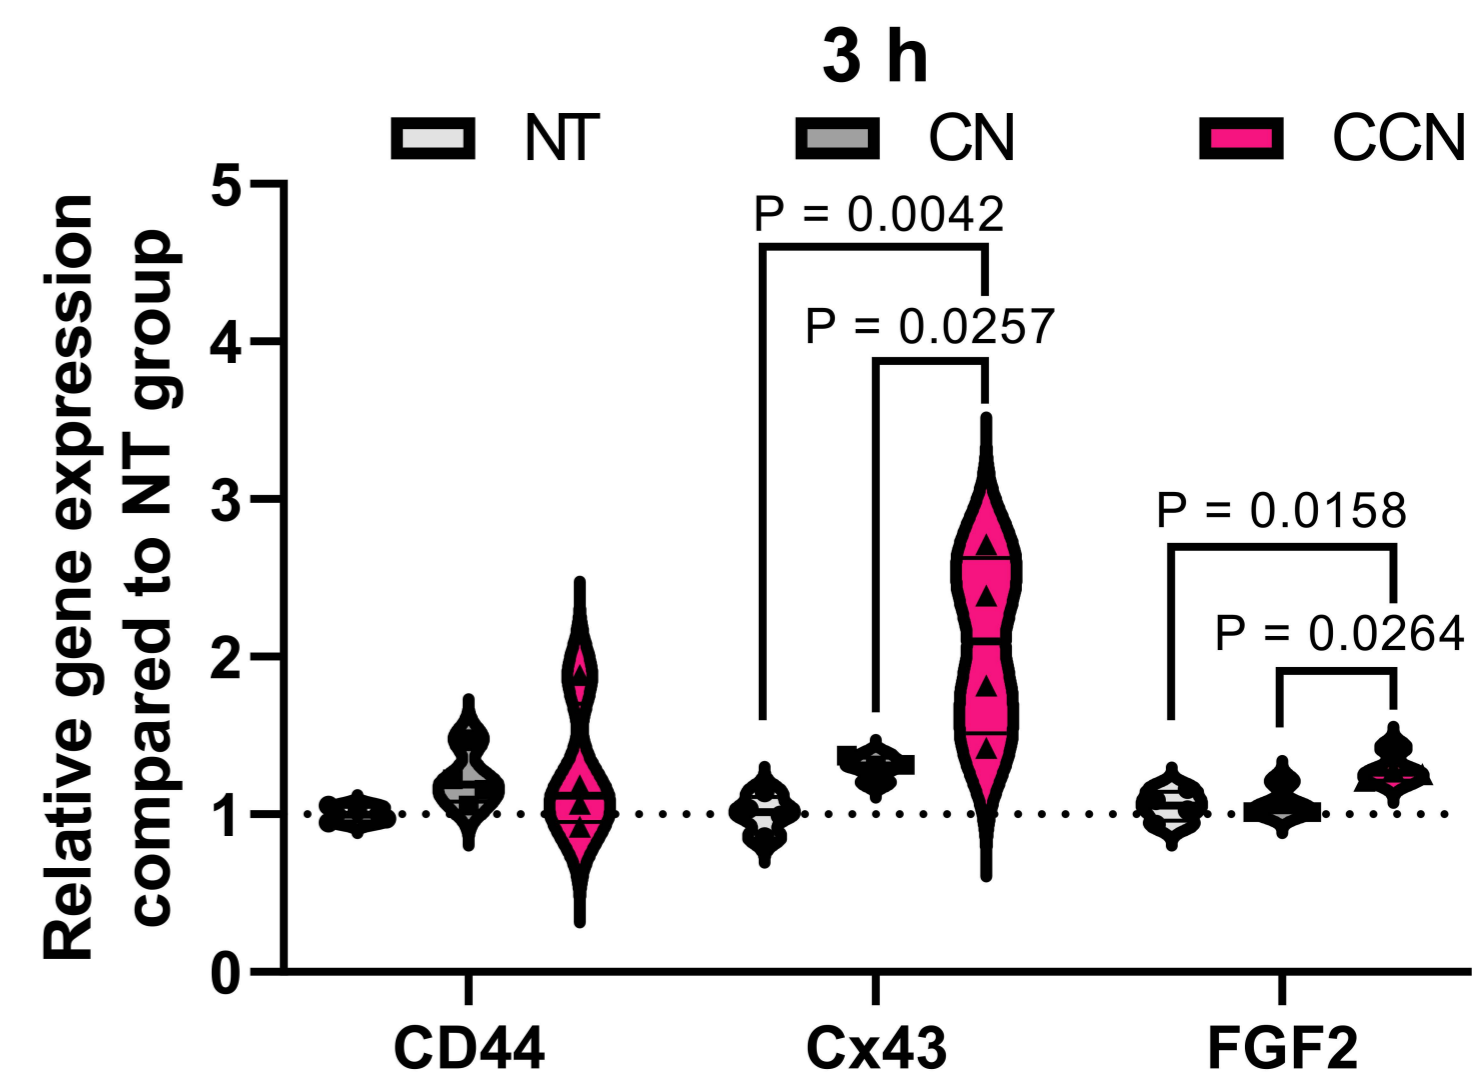 3 h
NT
CN
CCN
Relative gene expression
compared to NT group
5
4
3
2
1
0
P = 0.0042
P = 0.0257
P = 0.0158
P = 0.0264
CD44
Cx43
FGF2